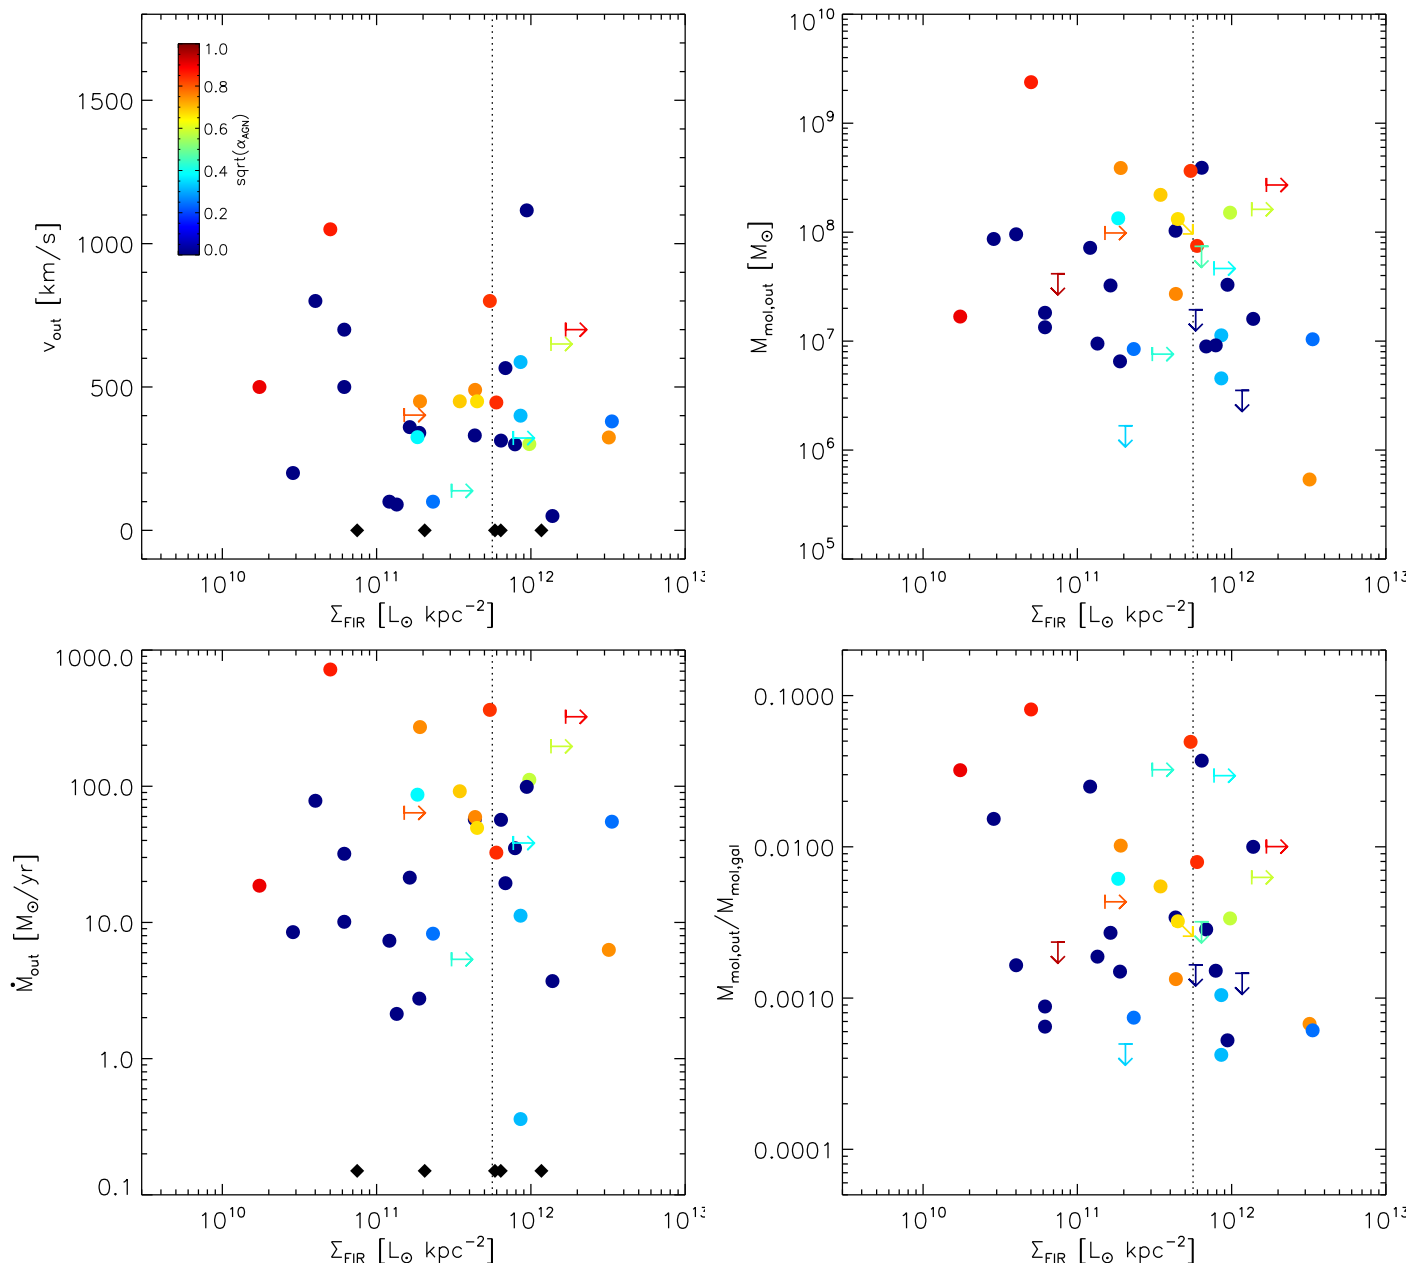 1500
1000
500
0
v_out [km/s]
1.0
0.8
0.6
0.4
0.2
0.0
sqrt(α_AGN)
10^10 10^11 10^12 10^13
Σ_FIR [L_⊙ kpc^−2]
10^10
10^9
10^8
10^7
10^6
10^5
M_mol,out [M_⊙]
10^10 10^11 10^12 10^13
Σ_FIR [L_⊙ kpc^−2]
1000.0
100.0
10.0
1.0
0.1
Ṁ_out [M_⊙/yr]
10^10 10^11 10^12 10^13
Σ_FIR [L_⊙ kpc^−2]
0.1000
0.0100
0.0010
0.0001
M_mol,out/M_mol,gal
10^10 10^11 10^12 10^13
Σ_FIR [L_⊙ kpc^−2]